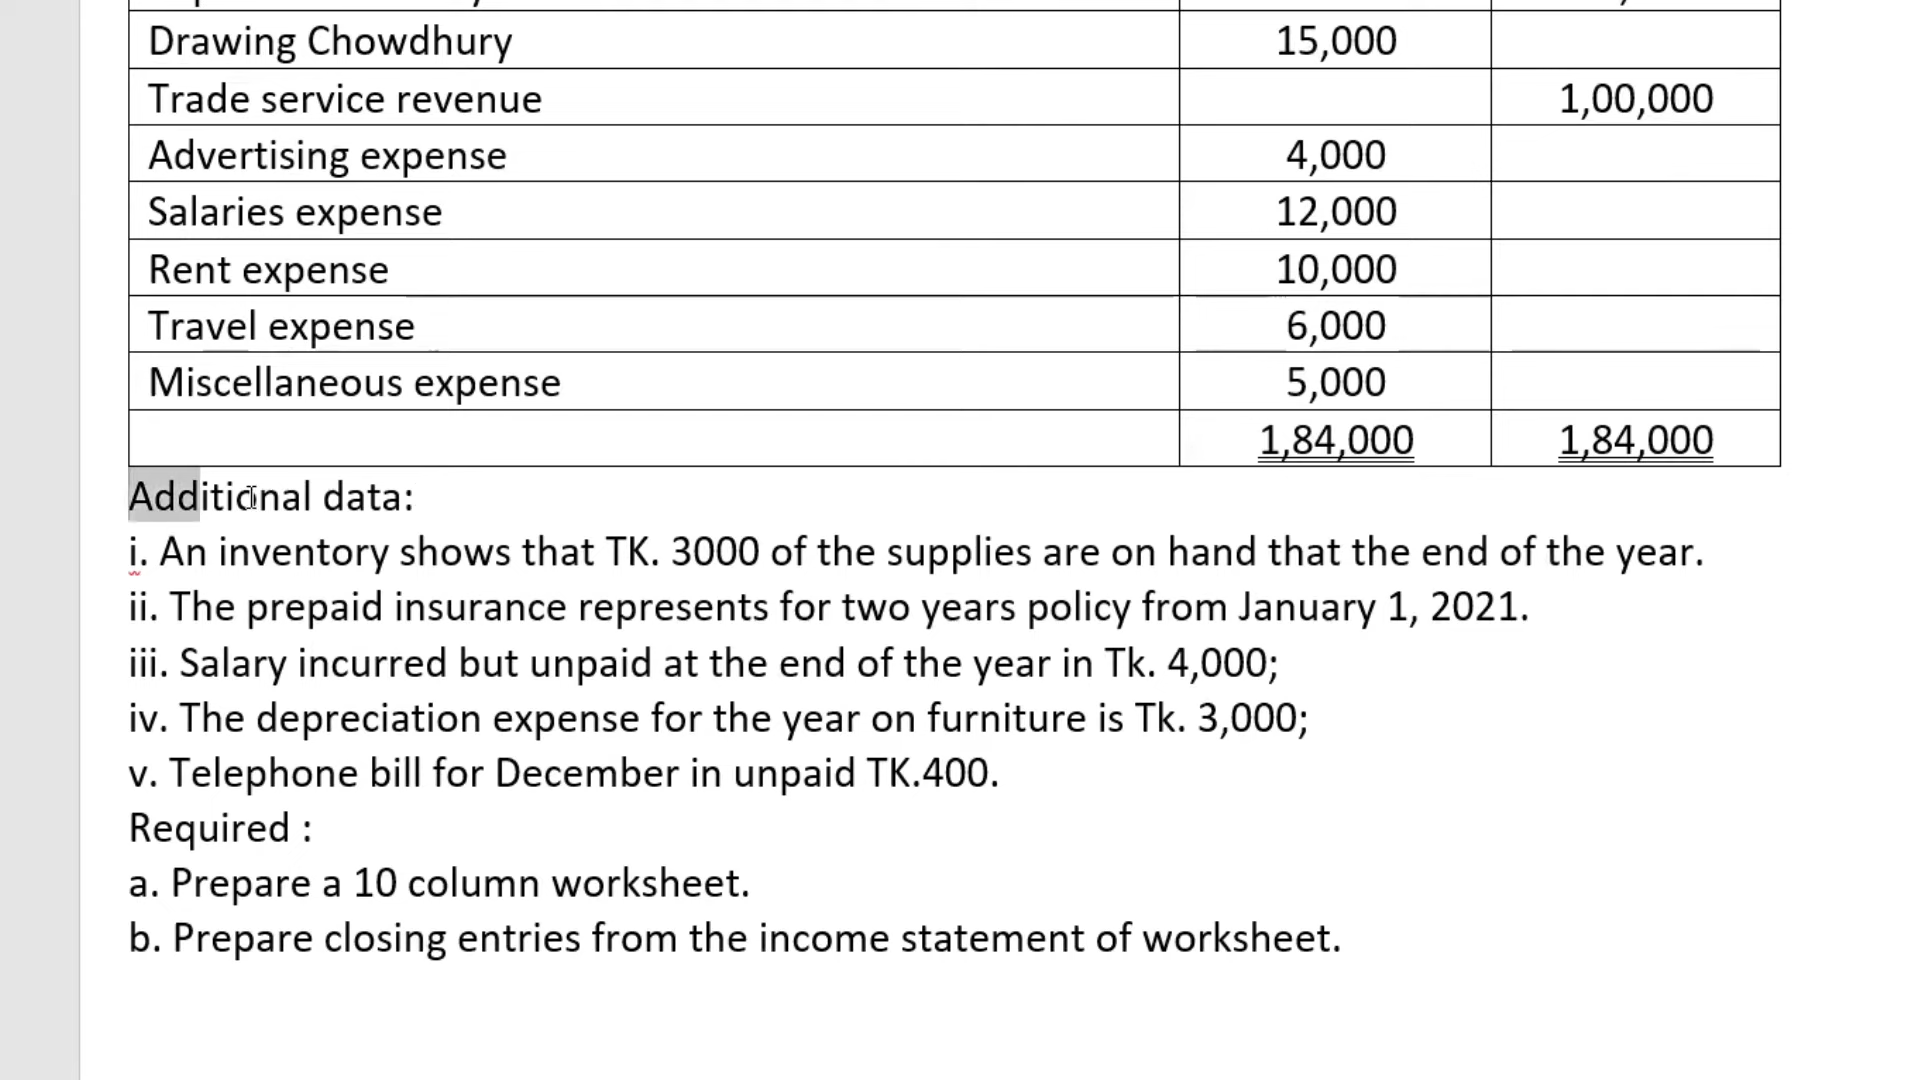 Drawing Chowdhury 15,000
Trade service revenue 1,00,000
Advertising expense 4,000
Salaries expense 12,000
Rent expense 10,000
Travel expense 6,000
Miscellaneous expense 5,000
1,84,000 1,84,000
Additional data:
i. An inventory shows that TK. 3000 of the supplies are on hand that the end of the year.
ii. The prepaid insurance represents for two years policy from January 1, 2021.
iii. Salary incurred but unpaid at the end of the year in Tk. 4,000;
iv. The depreciation expense for the year on furniture is Tk. 3,000;
v. Telephone bill for December in unpaid TK.400.
Required :
a. Prepare a 10 column worksheet.
b. Prepare closing entries from the income statement of worksheet.